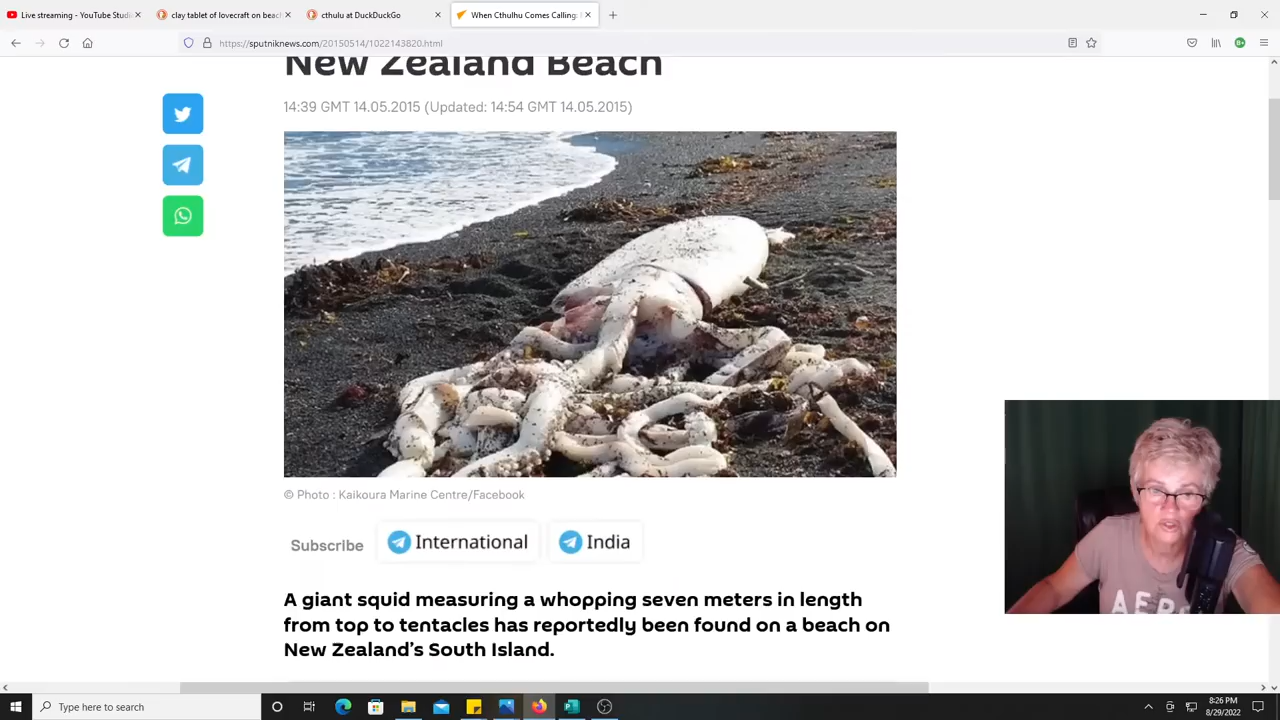 Live streaming - YouTube Studi
clay tablet of lovecraft on beach
cthulu at DuckDuckGo
When Cthulhu Comes Calling:
https://sputniknews.com/20150514/1022143820.html
New Zealand Beach
14:39 GMT 14.05.2015 (Updated: 14:54 GMT 14.05.2015)
© Photo : Kaikoura Marine Centre/Facebook
Subscribe
International
India
A giant squid measuring a whopping seven meters in length
from top to tentacles has reportedly been found on a beach on
New Zealand’s South Island.
AERO
Type here to search
8:26 PM
8/29/2022